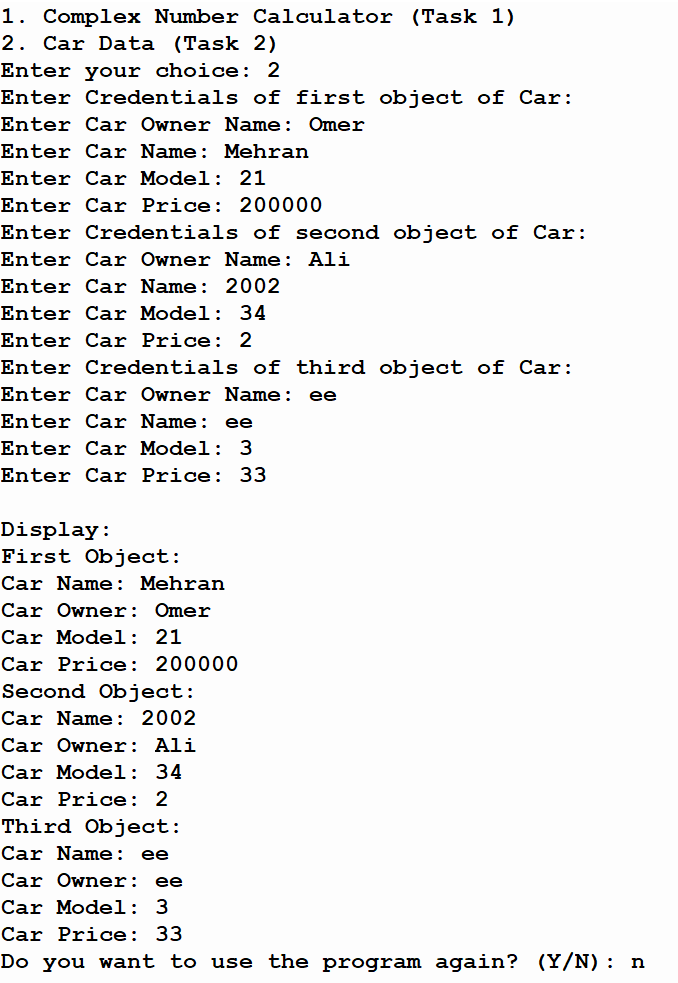 1. Complex Number Calculator (Task 1)
2. Car Data (Task 2)
Enter your choice: 2
Enter Credentials of first object of Car:
Enter Car Owner Name: Omer
Enter Car Name: Mehran
Enter Car Model: 21
Enter Car Price: 200000
Enter Credentials of second object of Car:
Enter Car Owner Name: Ali
Enter Car Name: 2002
Enter Car Model: 34
Enter Car Price: 2
Enter Credentials of third object of Car:
Enter Car Owner Name: ee
Enter Car Name: ee
Enter Car Model: 3
Enter Car Price: 33

Display:
First Object:
Car Name: Mehran
Car Owner: Omer
Car Model: 21
Car Price: 200000
Second Object:
Car Name: 2002
Car Owner: Ali
Car Model: 34
Car Price: 2
Third Object:
Car Name: ee
Car Owner: ee
Car Model: 3
Car Price: 33
Do you want to use the program again? (Y/N): n